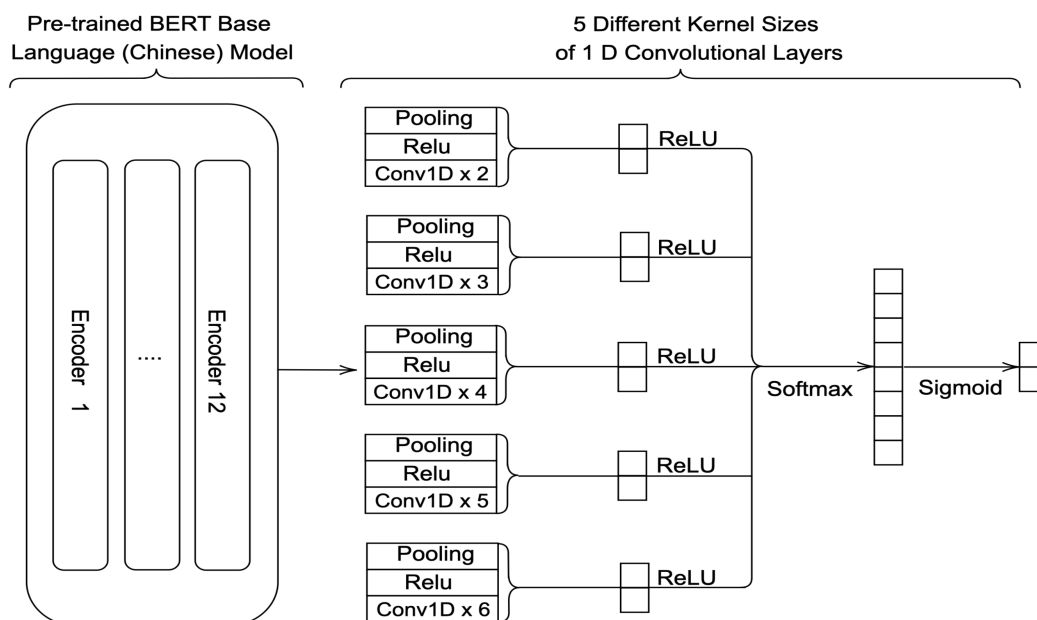 Pre-trained BERT Base
Language (Chinese) Model
5 Different Kernel Sizes
of 1 D Convolutional Layers
Encoder 1
....
Encoder 12
Pooling
Relu
Conv1D x 2
ReLU
Pooling
Relu
Conv1D x 3
ReLU
Pooling
Relu
Conv1D x 4
ReLU
Pooling
Relu
Conv1D x 5
ReLU
Pooling
Relu
Conv1D x 6
ReLU
Softmax
Sigmoid